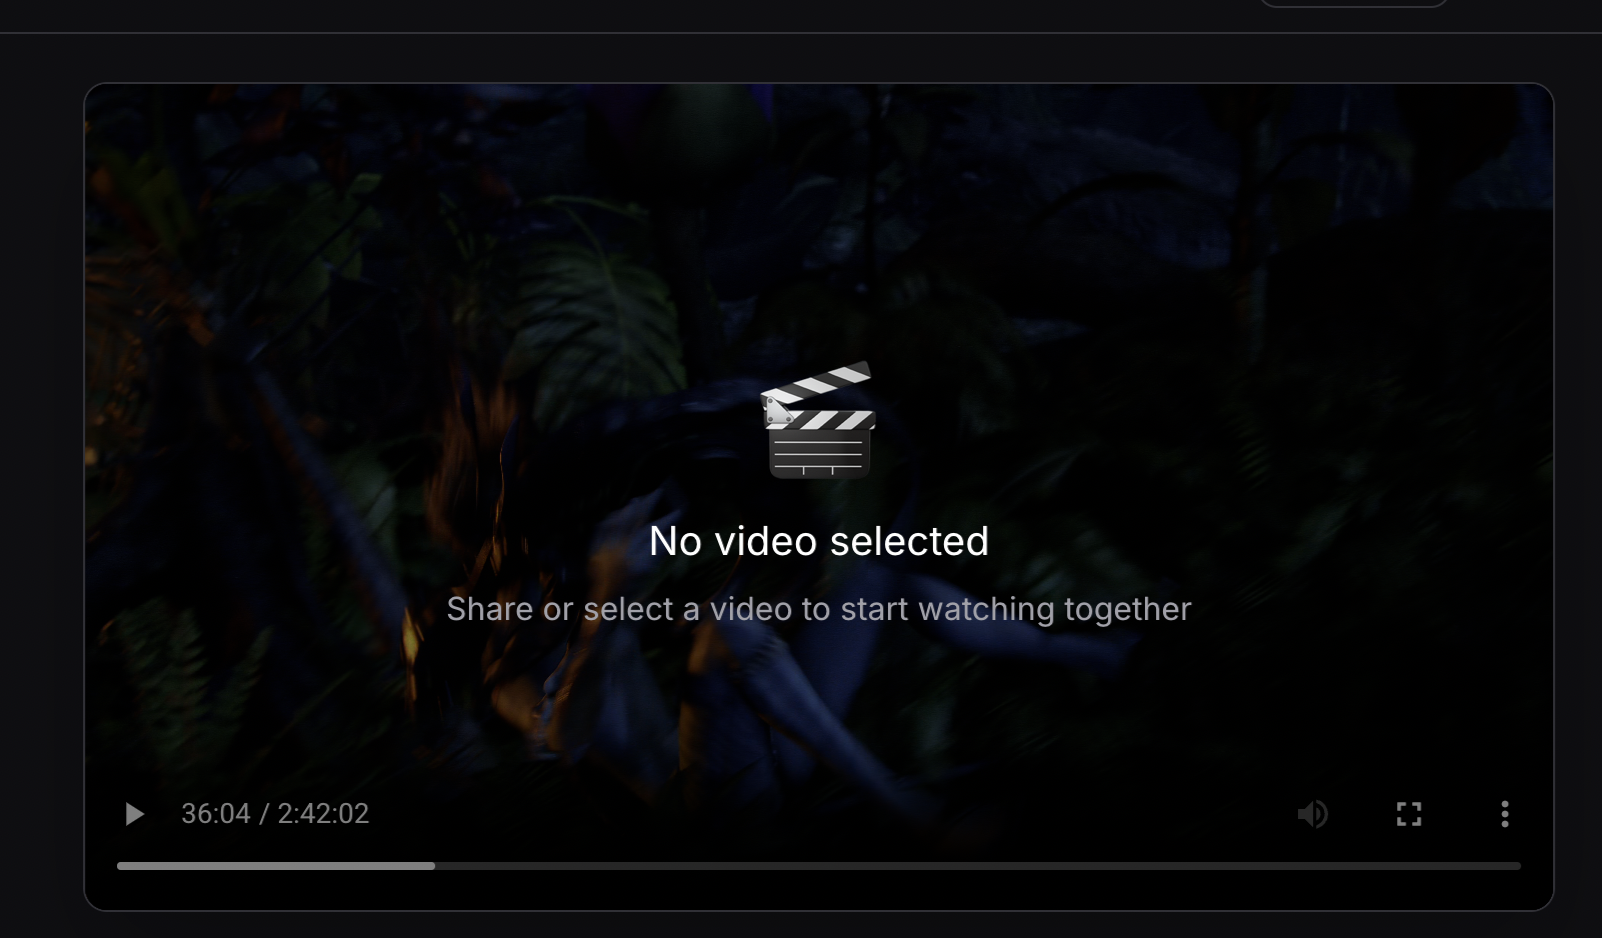 No video selected
Share or select a video to start watching together
36:04 / 2:42:02